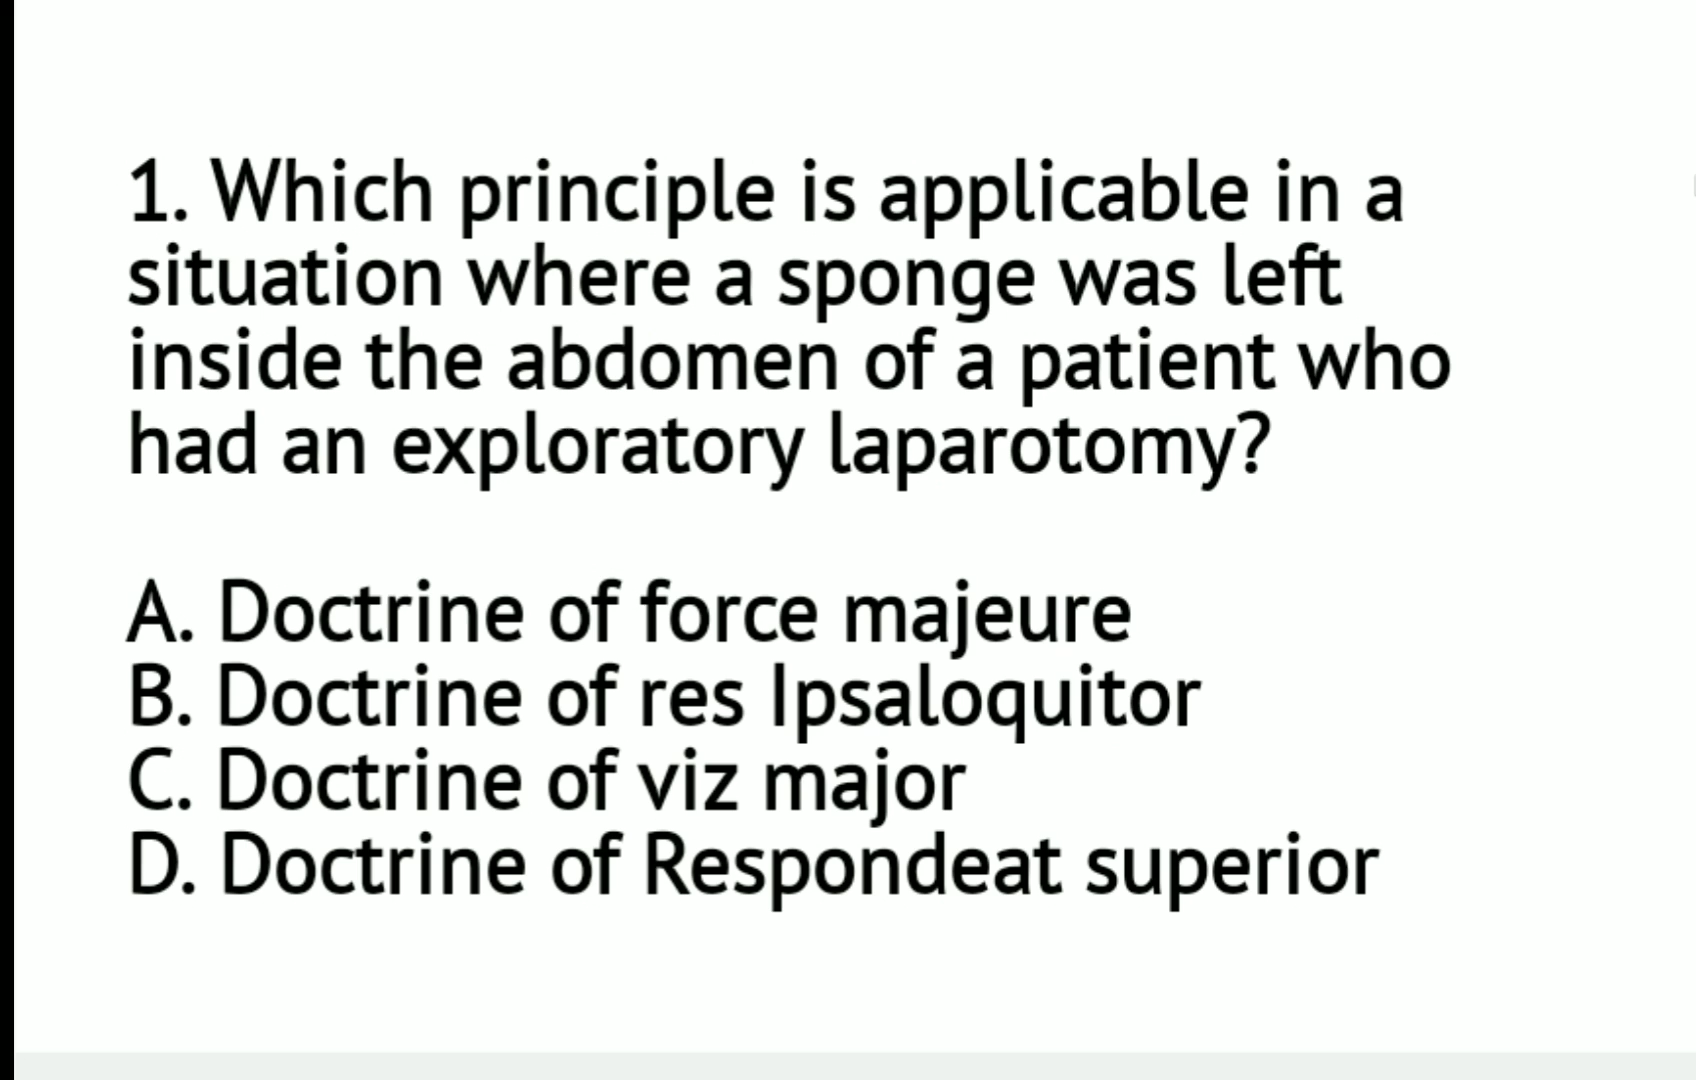 1. Which principle is applicable in a
situation where a sponge was left
inside the abdomen of a patient who
had an exploratory laparotomy?
A. Doctrine of force majeure
B. Doctrine of res Ipsaloquitor
C. Doctrine of viz major
D. Doctrine of Respondeat superior